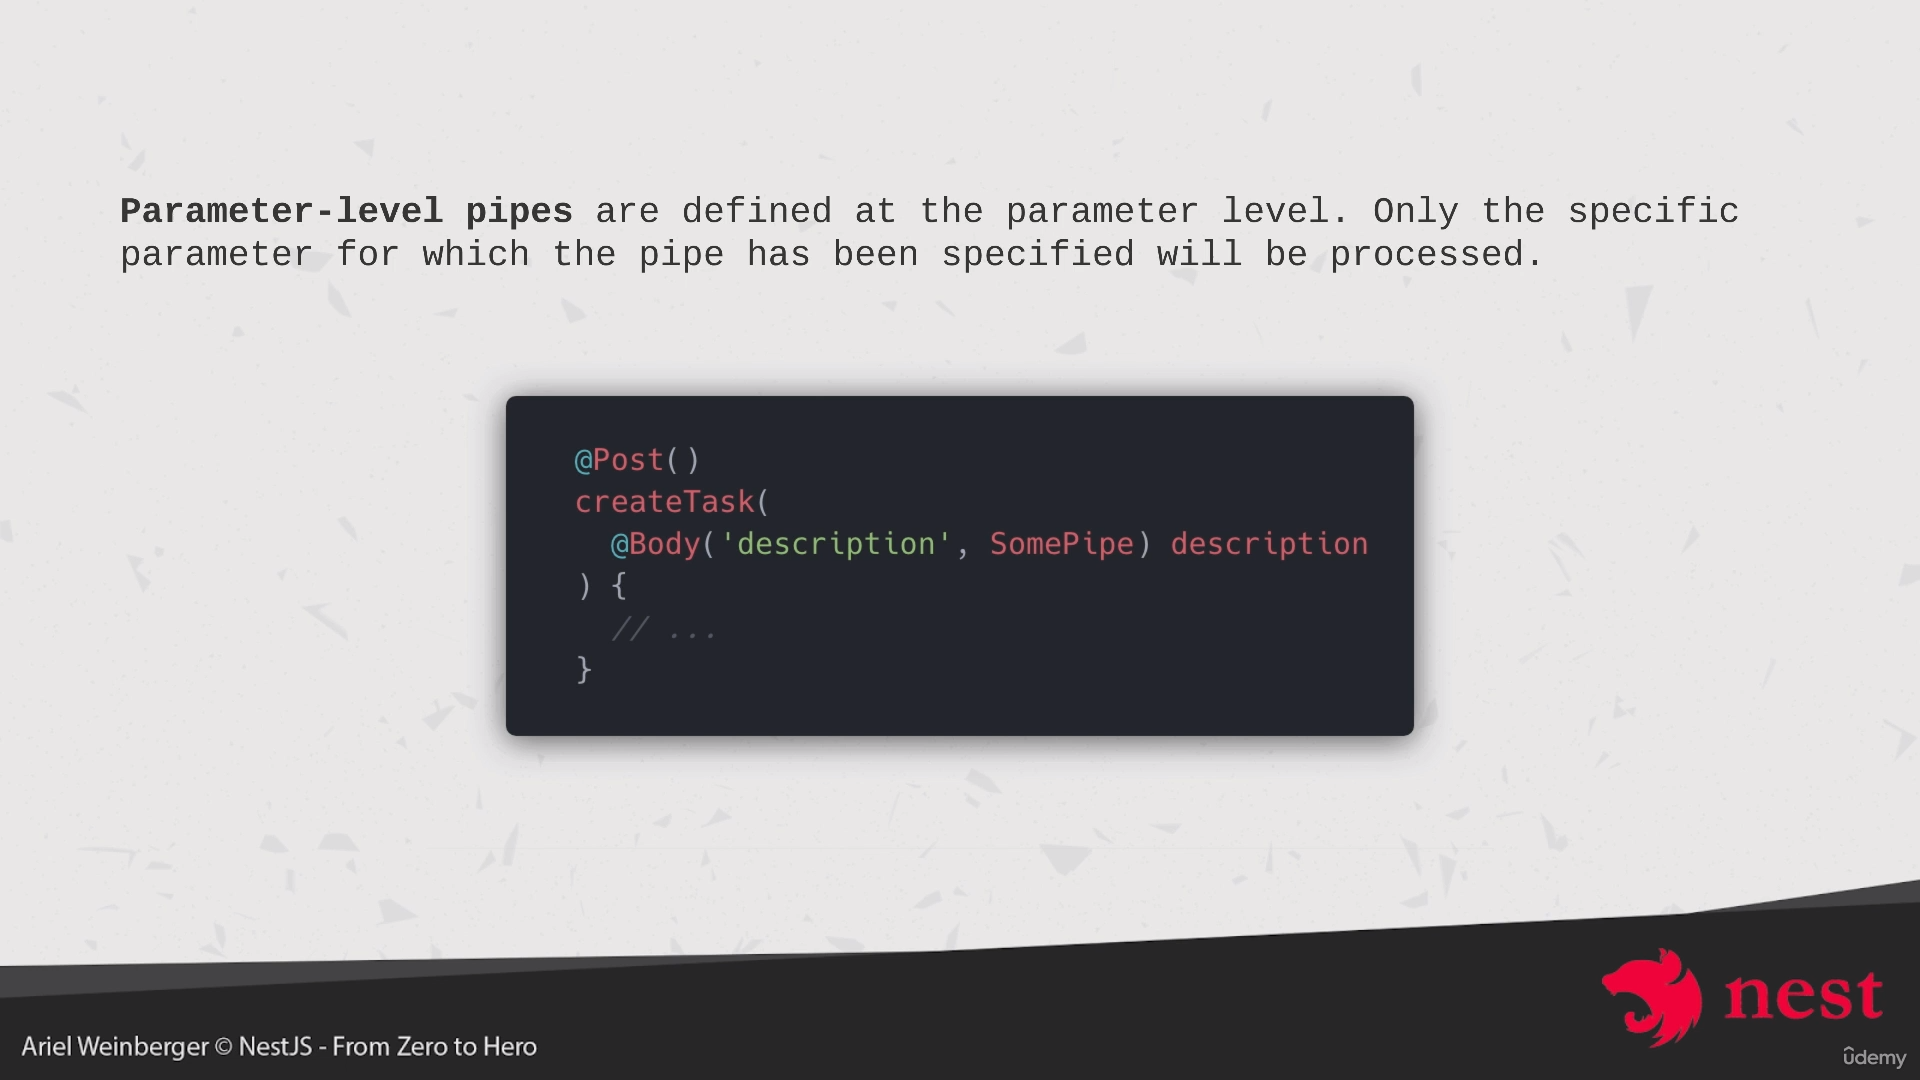 Parameter-level pipes are defined at the parameter level. Only the specific
parameter for which the pipe has been specified will be processed.
@Post()
createTask(
  @Body('description', SomePipe) description
) {
  // ...
}
nest
Ariel Weinberger © NestJS - From Zero to Hero
ûdemy